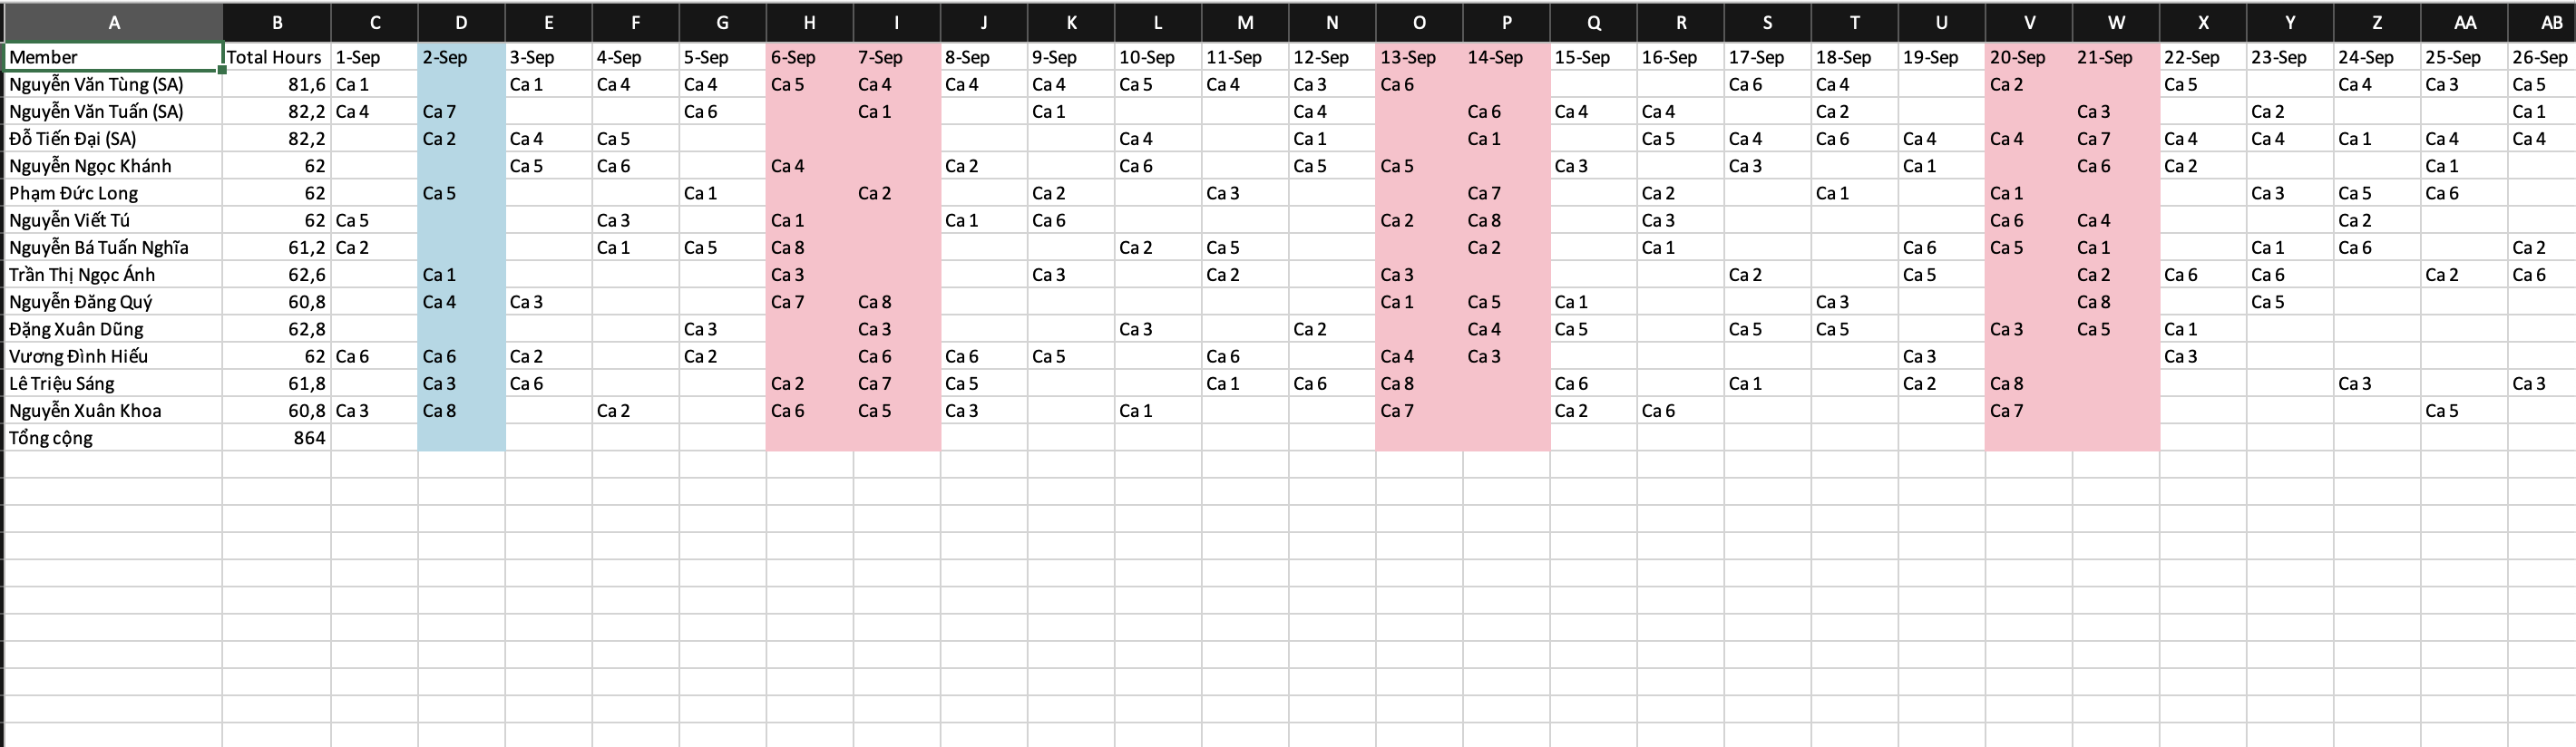 A B C D E F G H I J K L M N O P Q R S T U V W X Y Z AA AB
Member Total Hours 1-Sep 2-Sep 3-Sep 4-Sep 5-Sep 6-Sep 7-Sep 8-Sep 9-Sep 10-Sep 11-Sep 12-Sep 13-Sep 14-Sep 15-Sep 16-Sep 17-Sep 18-Sep 19-Sep 20-Sep 21-Sep 22-Sep 23-Sep 24-Sep 25-Sep 26-Sep
Nguyễn Văn Tùng (SA) 81,6 Ca 1 Ca 1 Ca 4 Ca 4 Ca 5 Ca 4 Ca 4 Ca 4 Ca 5 Ca 4 Ca 3 Ca 6 Ca 6 Ca 4 Ca 2 Ca 5 Ca 4 Ca 3 Ca 5
Nguyễn Văn Tuấn (SA) 82,2 Ca 4 Ca 7 Ca 6 Ca 1 Ca 1 Ca 4 Ca 6 Ca 4 Ca 4 Ca 2 Ca 3 Ca 2 Ca 1
Đỗ Tiến Đại (SA) 82,2 Ca 2 Ca 4 Ca 5 Ca 4 Ca 1 Ca 1 Ca 5 Ca 4 Ca 6 Ca 4 Ca 4 Ca 7 Ca 4 Ca 4 Ca 1 Ca 4 Ca 4
Nguyễn Ngọc Khánh 62 Ca 5 Ca 6 Ca 4 Ca 2 Ca 6 Ca 5 Ca 5 Ca 3 Ca 3 Ca 1 Ca 6 Ca 2 Ca 1
Phạm Đức Long 62 Ca 5 Ca 1 Ca 2 Ca 2 Ca 3 Ca 7 Ca 2 Ca 1 Ca 1 Ca 3 Ca 5 Ca 6
Nguyễn Viết Tú 62 Ca 5 Ca 3 Ca 1 Ca 1 Ca 6 Ca 2 Ca 8 Ca 3 Ca 6 Ca 4 Ca 2
Nguyễn Bá Tuấn Nghĩa 61,2 Ca 2 Ca 1 Ca 5 Ca 8 Ca 2 Ca 5 Ca 2 Ca 1 Ca 6 Ca 5 Ca 1 Ca 1 Ca 6 Ca 2
Trần Thị Ngọc Ánh 62,6 Ca 1 Ca 3 Ca 3 Ca 2 Ca 3 Ca 2 Ca 5 Ca 2 Ca 6 Ca 6 Ca 2 Ca 6
Nguyễn Đăng Quý 60,8 Ca 4 Ca 3 Ca 7 Ca 8 Ca 1 Ca 5 Ca 1 Ca 3 Ca 8 Ca 5
Đặng Xuân Dũng 62,8 Ca 3 Ca 3 Ca 3 Ca 2 Ca 4 Ca 5 Ca 5 Ca 5 Ca 3 Ca 5 Ca 1
Vương Đình Hiếu 62 Ca 6 Ca 6 Ca 2 Ca 2 Ca 6 Ca 6 Ca 5 Ca 6 Ca 4 Ca 3 Ca 3 Ca 3
Lê Triệu Sáng 61,8 Ca 3 Ca 6 Ca 2 Ca 7 Ca 5 Ca 1 Ca 6 Ca 8 Ca 6 Ca 1 Ca 2 Ca 8 Ca 3 Ca 3
Nguyễn Xuân Khoa 60,8 Ca 3 Ca 8 Ca 2 Ca 6 Ca 5 Ca 3 Ca 1 Ca 7 Ca 2 Ca 6 Ca 7 Ca 5
Tổng cộng 864